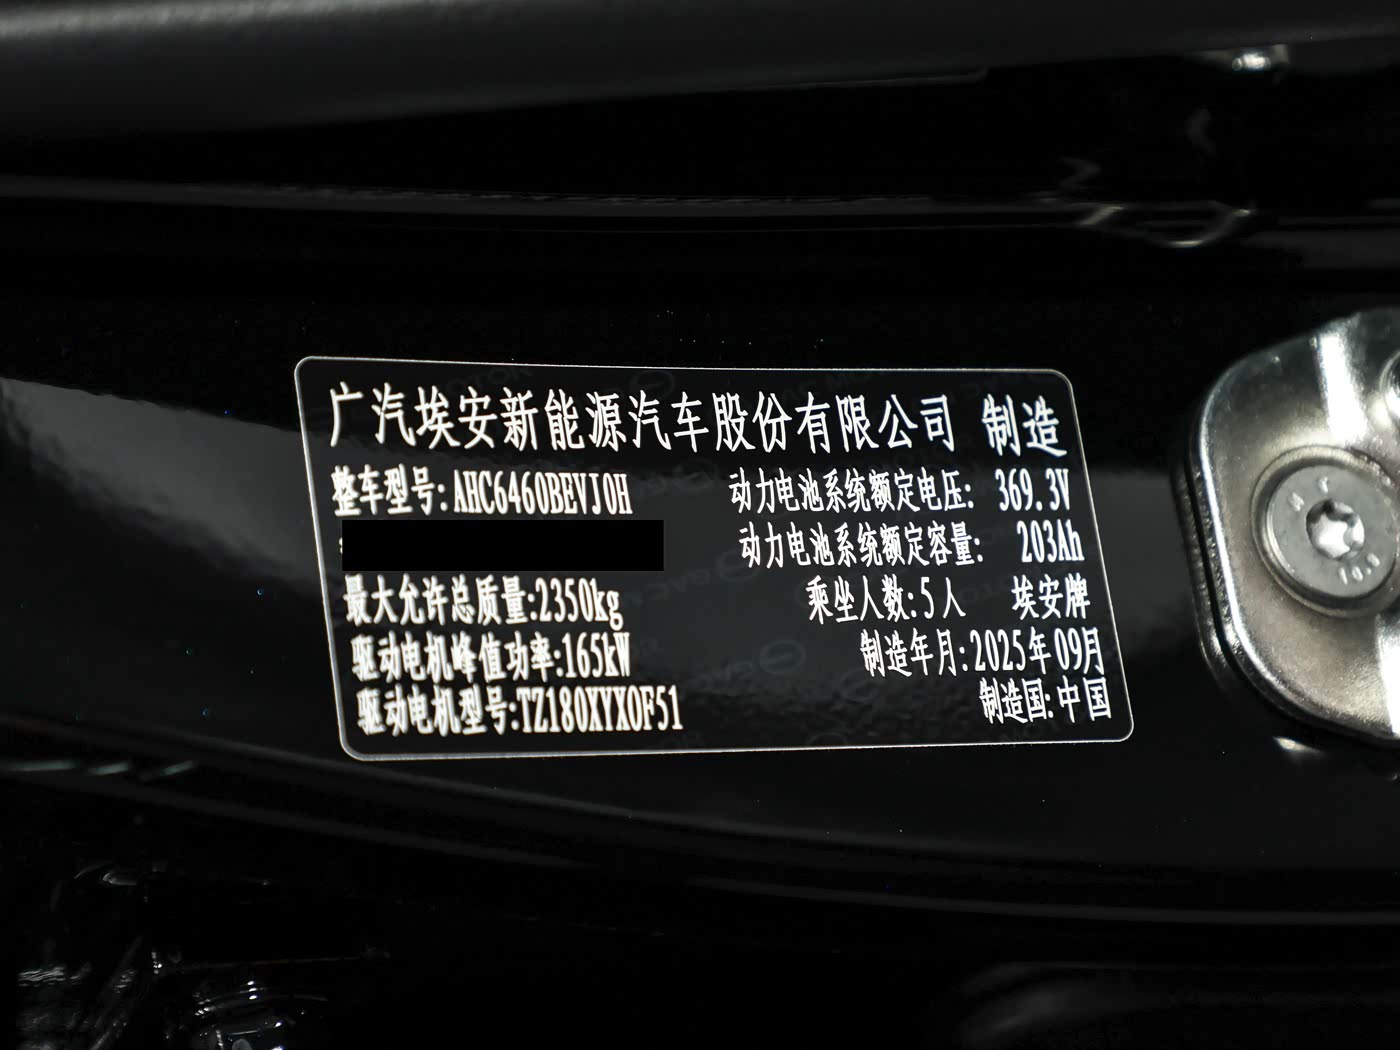 广汽埃安新能源汽车股份有限公司 制造
整车型号:AHC6460BEVJ0H 动力电池系统额定电压: 369.3V
动力电池系统额定容量: 203Ah
最大允许总质量:2350kg 乘坐人数:5人 埃安牌
驱动电机峰值功率:165kW 制造年月:2025年09月
驱动电机型号:TZ180XYX0F51 制造国:中国